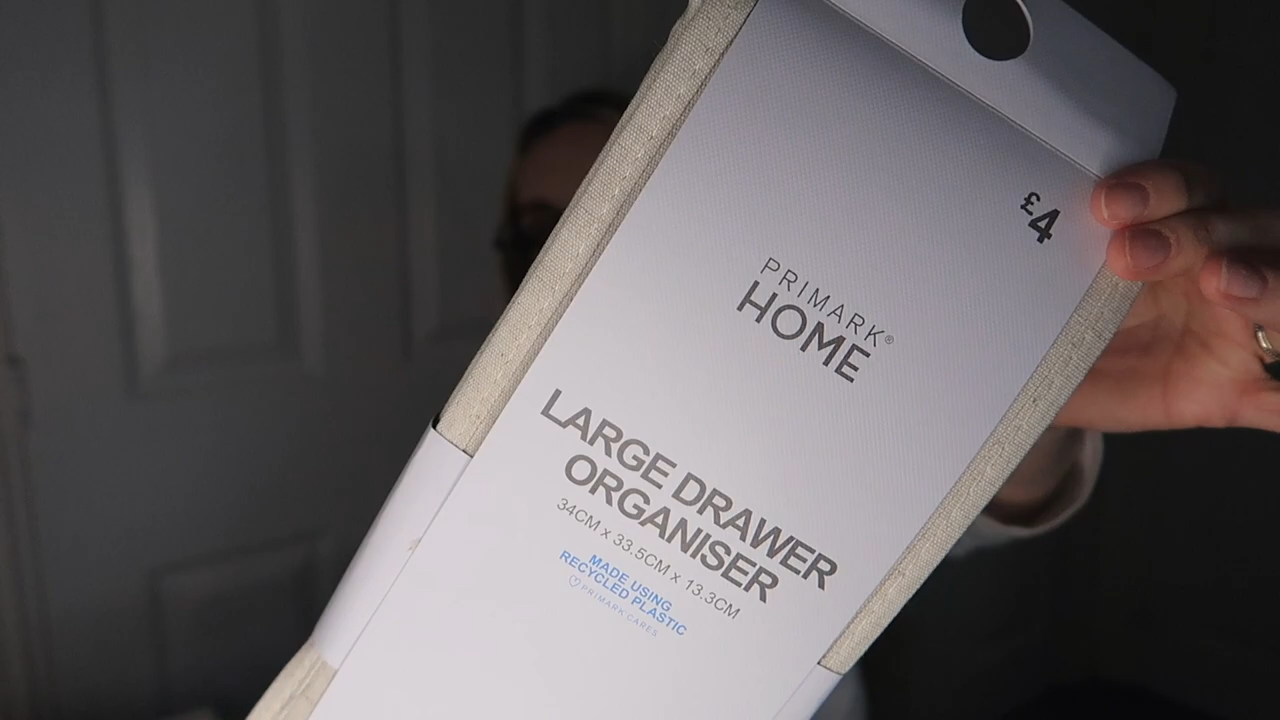 £4
PRIMARK®
HOME
LARGE DRAWER
ORGANISER
34CM x 33.5CM x 13.3CM
MADE USING
RECYCLED PLASTIC
PRIMARK CARES